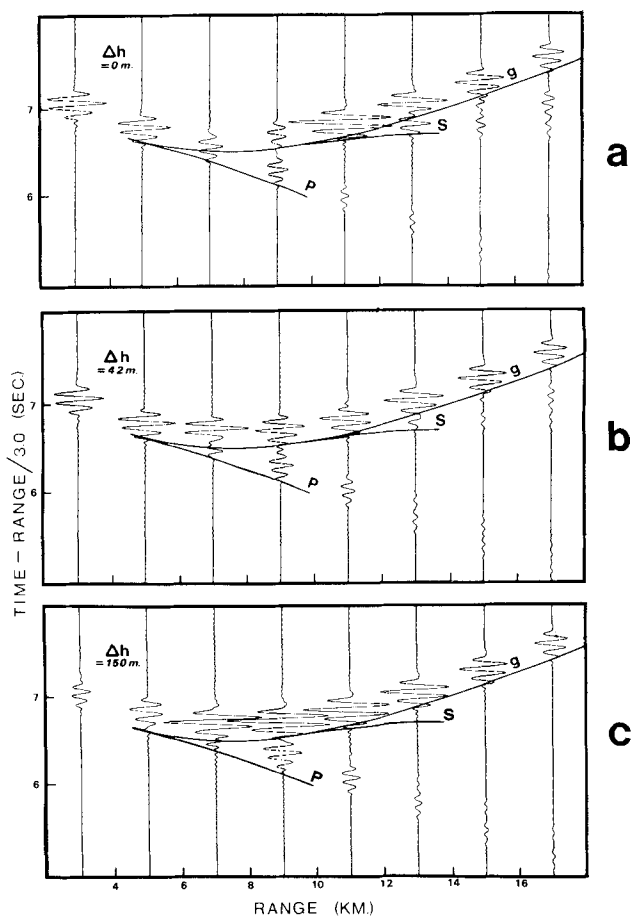 Δh
=0 m.
g
S
P
7
6
a
Δh
=42 m.
g
S
P
7
6
b
TIME – RANGE/3.0 (SEC.)
Δh
=150 m.
g
S
P
7
6
c
4 6 8 10 12 14 16
RANGE (KM.)